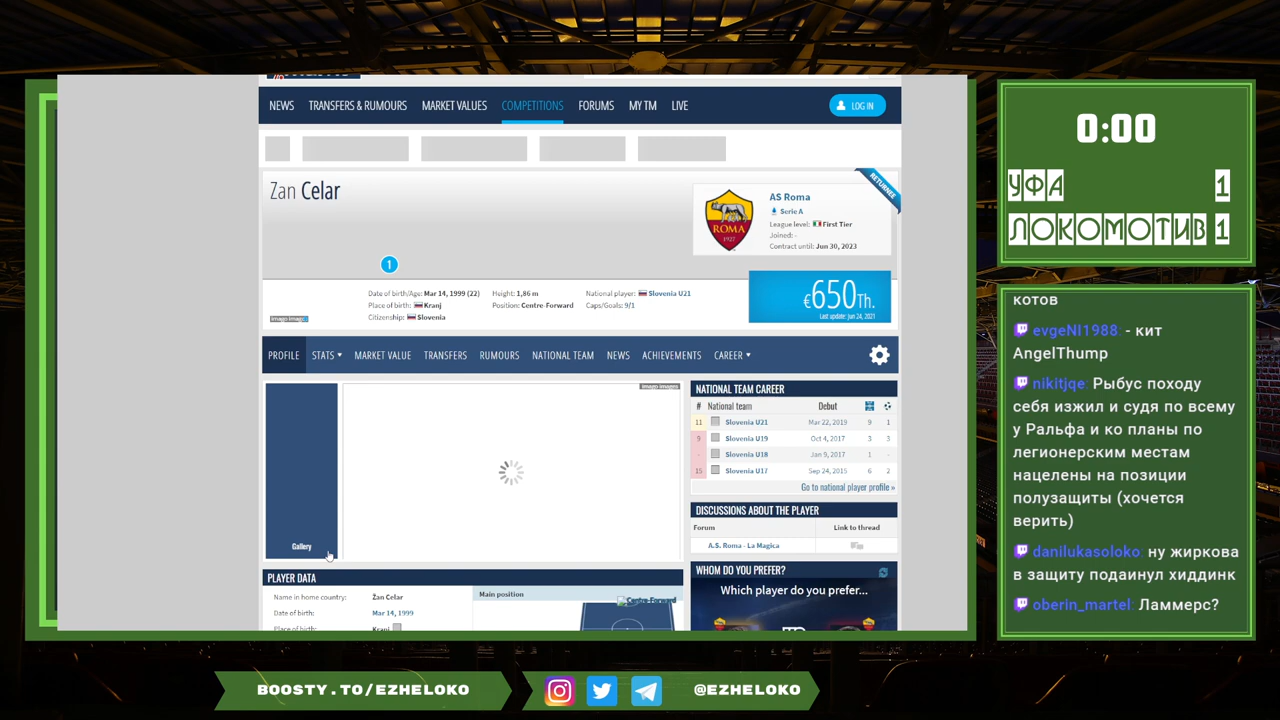 NEWS TRANSFERS & RUMOURS MARKET VALUES COMPETITIONS FORUMS MY TM LIVE LOG IN
Zan Celar
RETURNEE
AS Roma
Serie A
League level: First Tier
Joined: -
Contract until: Jun 30, 2023
ROMA
1927
1
Date of birth/Age: Mar 14, 1999 (22)
Place of birth: Kranj
Citizenship: Slovenia
Height: 1,86 m
Position: Centre-Forward
National player: Slovenia U21
Caps/Goals: 9/1
€650Th.
Last update: Jun 24, 2021
PROFILE STATS MARKET VALUE TRANSFERS RUMOURS NATIONAL TEAM NEWS ACHIEVEMENTS CAREER
imago images
Gallery
NATIONAL TEAM CAREER
# National team Debut
11 Slovenia U21 Mar 22, 2019 9 1
9 Slovenia U19 Oct 4, 2017 3 3
- Slovenia U18 Jan 9, 2017 1 -
15 Slovenia U17 Sep 24, 2015 6 2
Go to national player profile »
DISCUSSIONS ABOUT THE PLAYER
Forum Link to thread
A.S. Roma - La Magica
WHOM DO YOU PREFER?
Which player do you prefer...
PLAYER DATA
Name in home country: Žan Celar
Date of birth: Mar 14, 1999
Place of birth: Kranj
Main position
Centre-Forward
0:00
УФА 1
ЛОКОМОТИВ 1
котов
evgeNI1988 - кит
AngelThump
nikitjqe: Рыбус походу
себя изжил и судя по всему
у Ральфа и ко планы по
легионерским местам
нацелены на позиции
полузащиты (хочется
верить)
danilukasoloko: ну жиркова
в защиту подаинул хиддинк
oberin_martel: Ламмерс?
BOOSTY.TO/EZHELOKO
@EZHELOKO